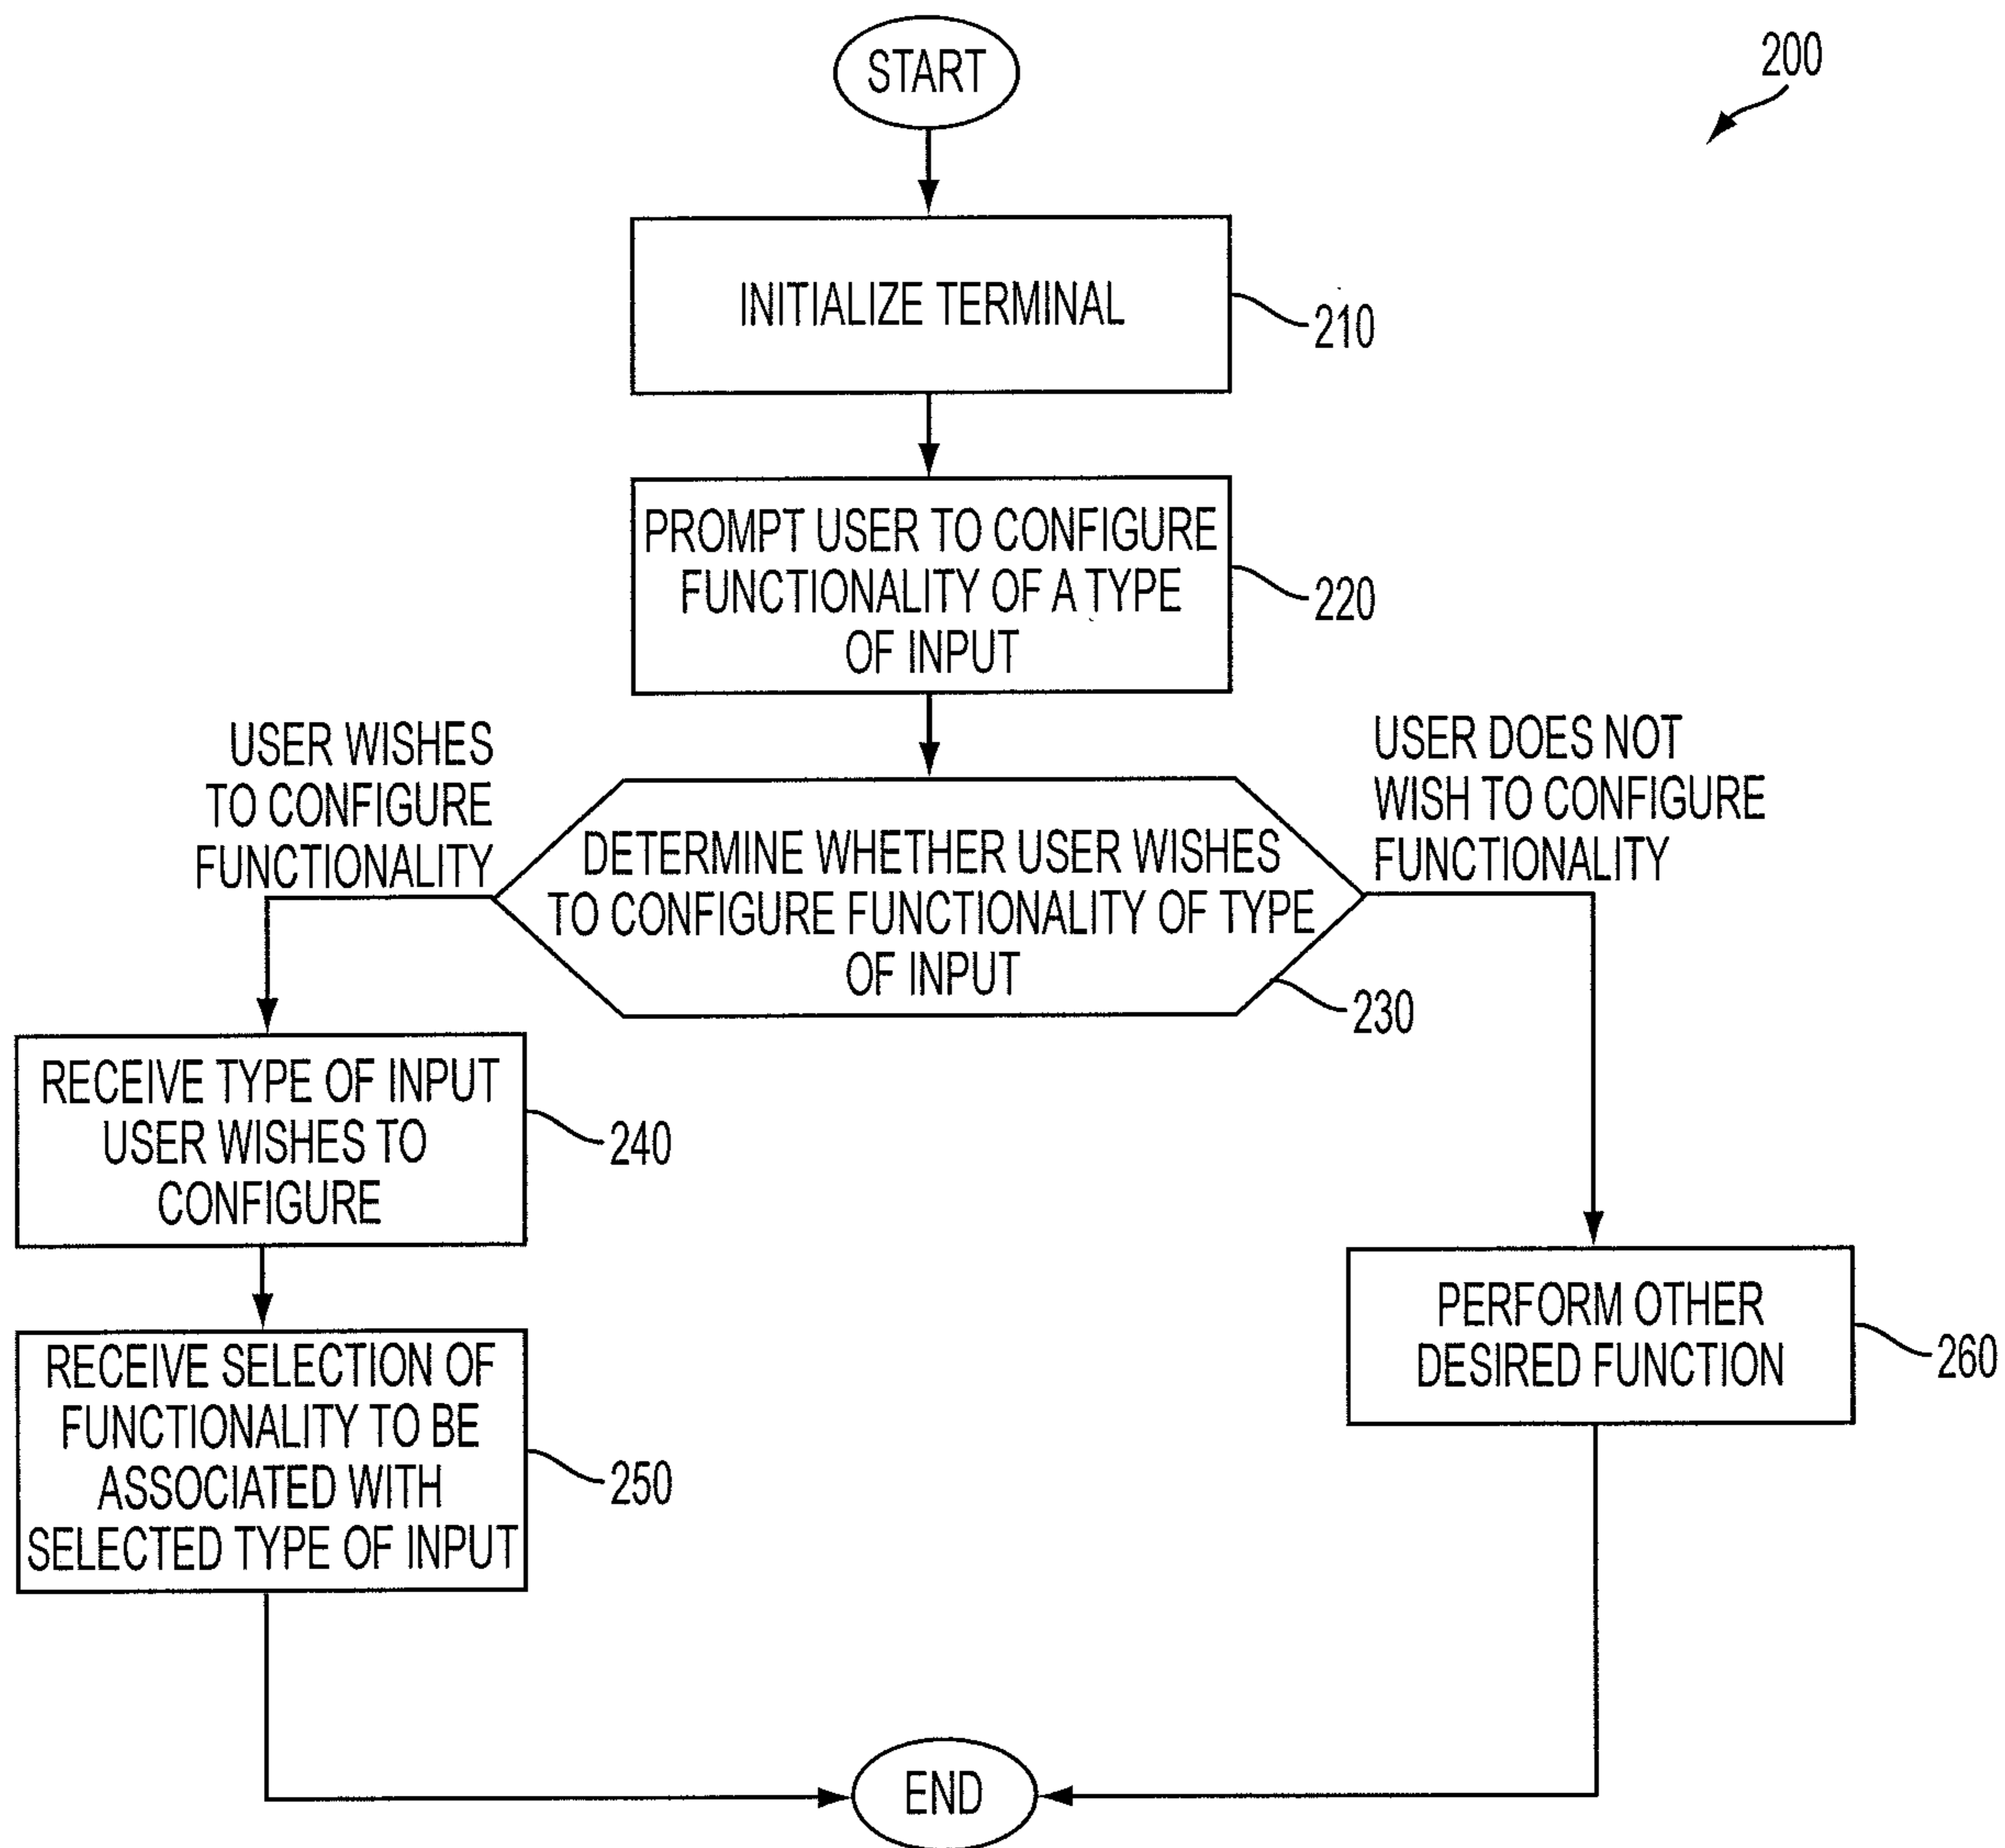 START
200
INITIALIZE TERMINAL
210
PROMPT USER TO CONFIGURE
FUNCTIONALITY OF A TYPE
OF INPUT
220
USER WISHES
TO CONFIGURE
FUNCTIONALITY
USER DOES NOT
WISH TO CONFIGURE
FUNCTIONALITY
DETERMINE WHETHER USER WISHES
TO CONFIGURE FUNCTIONALITY OF TYPE
OF INPUT
230
RECEIVE TYPE OF INPUT
USER WISHES TO
CONFIGURE
240
RECEIVE SELECTION OF
FUNCTIONALITY TO BE
ASSOCIATED WITH
SELECTED TYPE OF INPUT
250
PERFORM OTHER
DESIRED FUNCTION
260
END